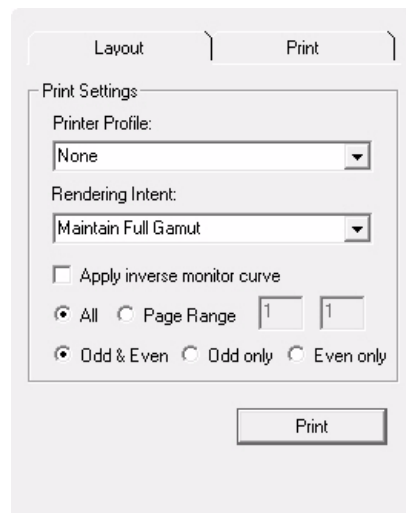 Layout Print
Print Settings
Printer Profile:
None
Rendering Intent:
Maintain Full Gamut
Apply inverse monitor curve
All Page Range 1 1
Odd & Even Odd only Even only
Print